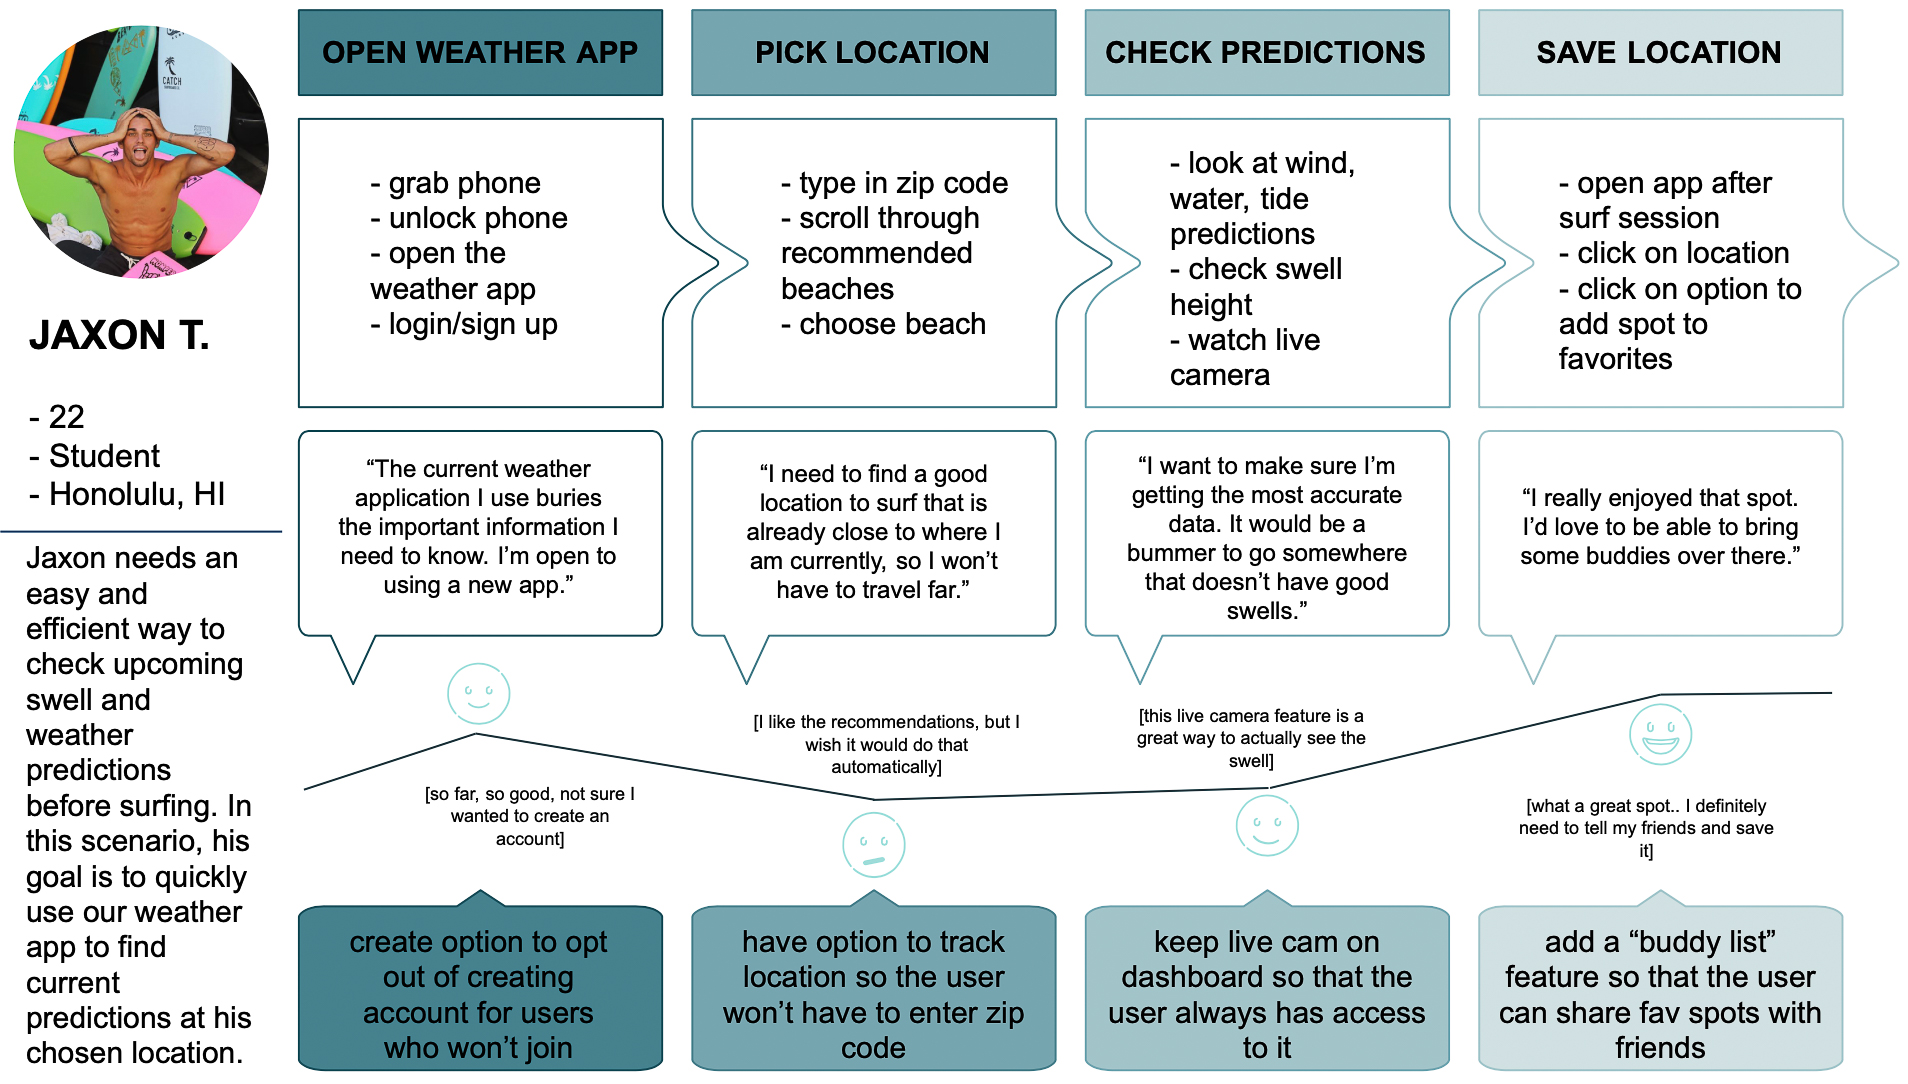 CATCH
JAXON T.
- 22
- Student
- Honolulu, HI
Jaxon needs an
easy and
efficient way to
check upcoming
swell and
weather
predictions
before surfing. In
this scenario, his
goal is to quickly
use our weather
app to find
current
predictions at his
chosen location.
OPEN WEATHER APP
PICK LOCATION
CHECK PREDICTIONS
SAVE LOCATION
- grab phone
- unlock phone
- open the
weather app
- login/sign up
- type in zip code
- scroll through
recommended
beaches
- choose beach
- look at wind,
water, tide
predictions
- check swell
height
- watch live
camera
- open app after
surf session
- click on location
- click on option to
add spot to
favorites
“The current weather
application I use buries
the important information I
need to know. I’m open to
using a new app.”
“I need to find a good
location to surf that is
already close to where I
am currently, so I won’t
have to travel far.”
“I want to make sure I’m
getting the most accurate
data. It would be a
bummer to go somewhere
that doesn’t have good
swells.”
“I really enjoyed that spot.
I’d love to be able to bring
some buddies over there.”
[so far, so good, not sure I
wanted to create an
account]
[I like the recommendations, but I
wish it would do that
automatically]
[this live camera feature is a
great way to actually see the
swell]
[what a great spot.. I definitely
need to tell my friends and save
it]
create option to opt
out of creating
account for users
who won’t join
have option to track
location so the user
won’t have to enter zip
code
keep live cam on
dashboard so that the
user always has access
to it
add a “buddy list”
feature so that the user
can share fav spots with
friends